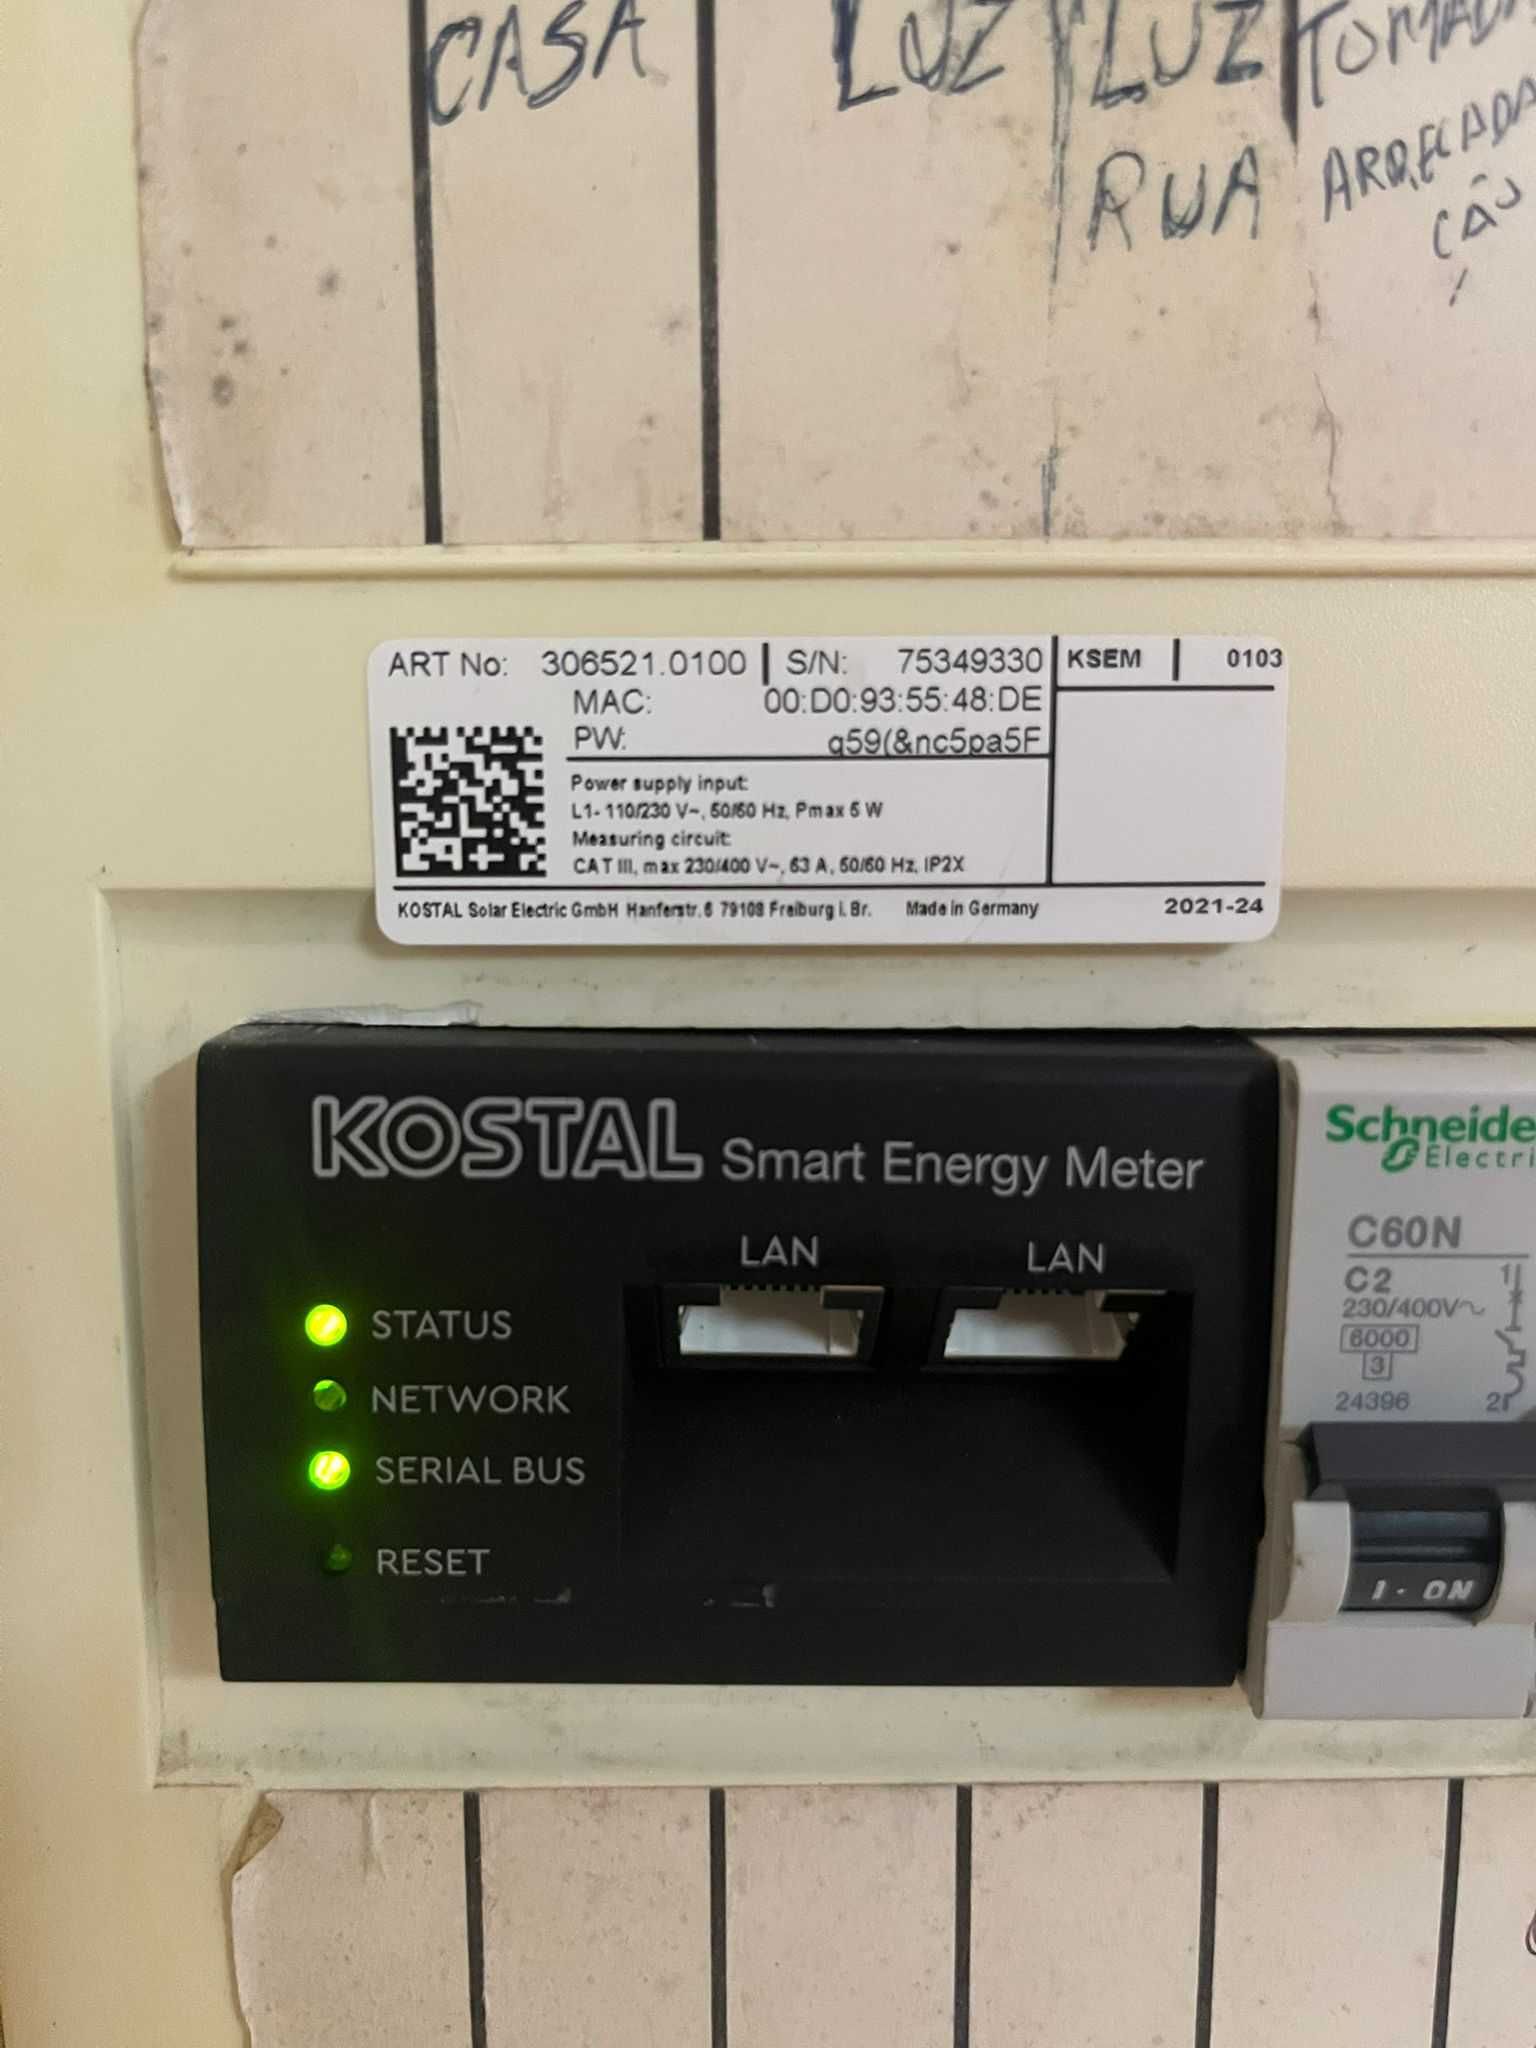 CASA LUZ LUZ TOMADA
RUA ARRECADA
ÇÃO
ART No: 306521.0100 | S/N: 75349330 KSEM | 0103
MAC: 00:D0:93:55:48:DE
PW: q59(&nc5pa5F
Power supply input:
L1- 110/230 V~, 50/60 Hz, Pmax 5 W
Measuring circuit:
CAT III, max 230/400 V~, 63 A, 50/60 Hz, IP2X
KOSTAL Solar Electric GmbH Hanferstr. 6 79108 Freiburg i. Br. Made in Germany 2021-24
KOSTAL Smart Energy Meter
LAN LAN
STATUS
NETWORK
SERIAL BUS
RESET
Schneide
Electri
C60N
C2
230/400V~
6000
3
24396
1
2
I · ON